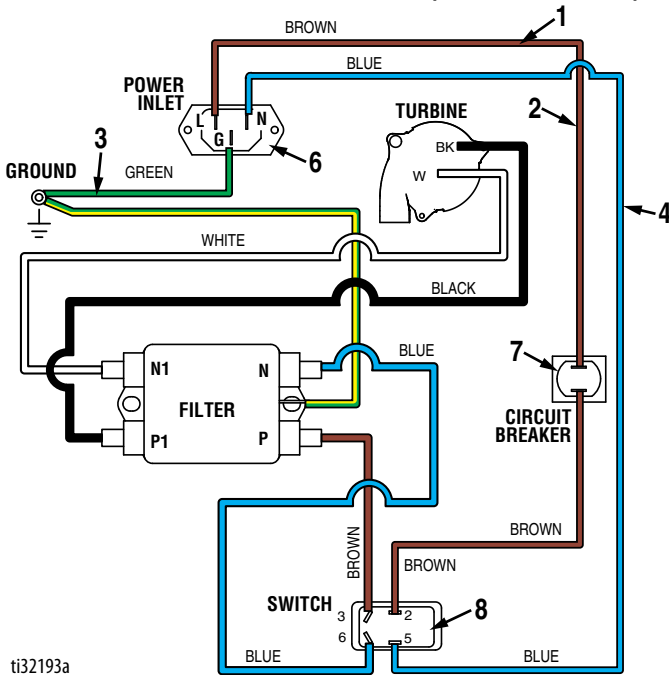 BROWN
1
BLUE
POWER
INLET
L
N
G
TURBINE
2
BK
3
6
GROUND
GREEN
W
4
WHITE
BLACK
BLUE
7
N1
N
FILTER
P1
P
CIRCUIT
BREAKER
BROWN
BROWN
BROWN
SWITCH
3
2
8
6
5
BLUE
BLUE
ti32193a